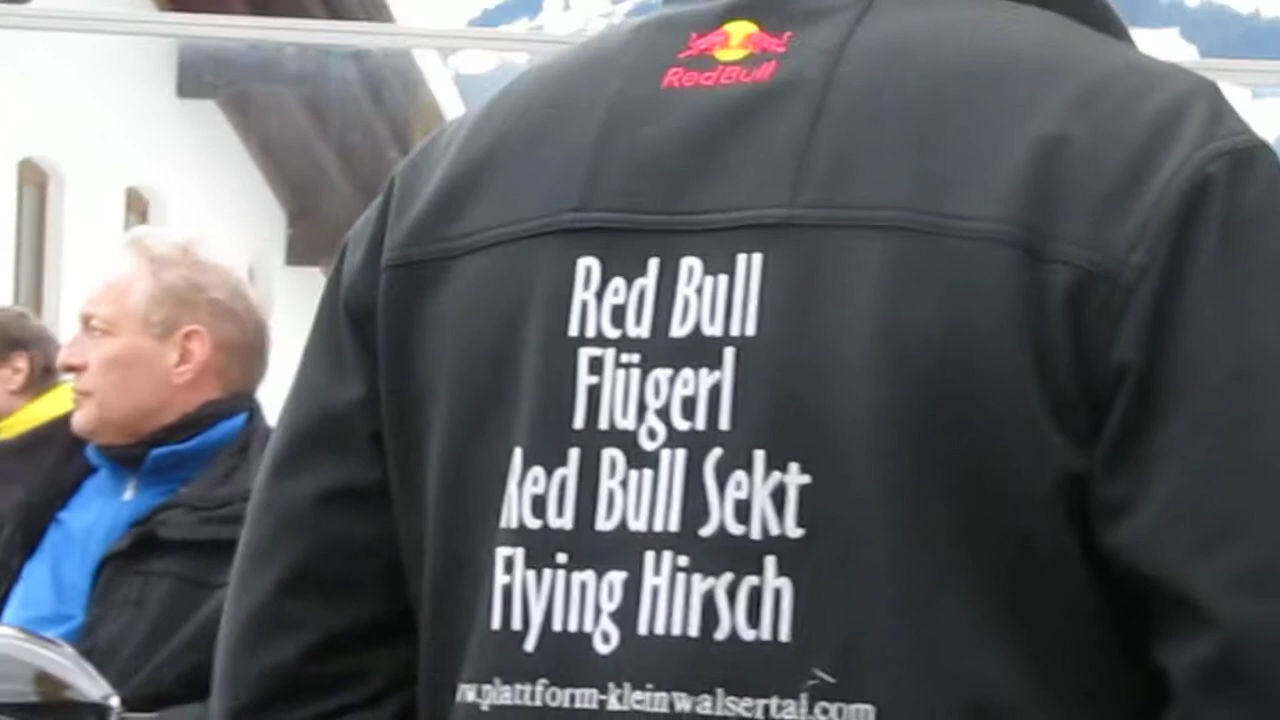 Red Bull
Red Bull
Flügerl
Red Bull Sekt
Flying Hirsch
www.plattform-kleinwalsertal.com